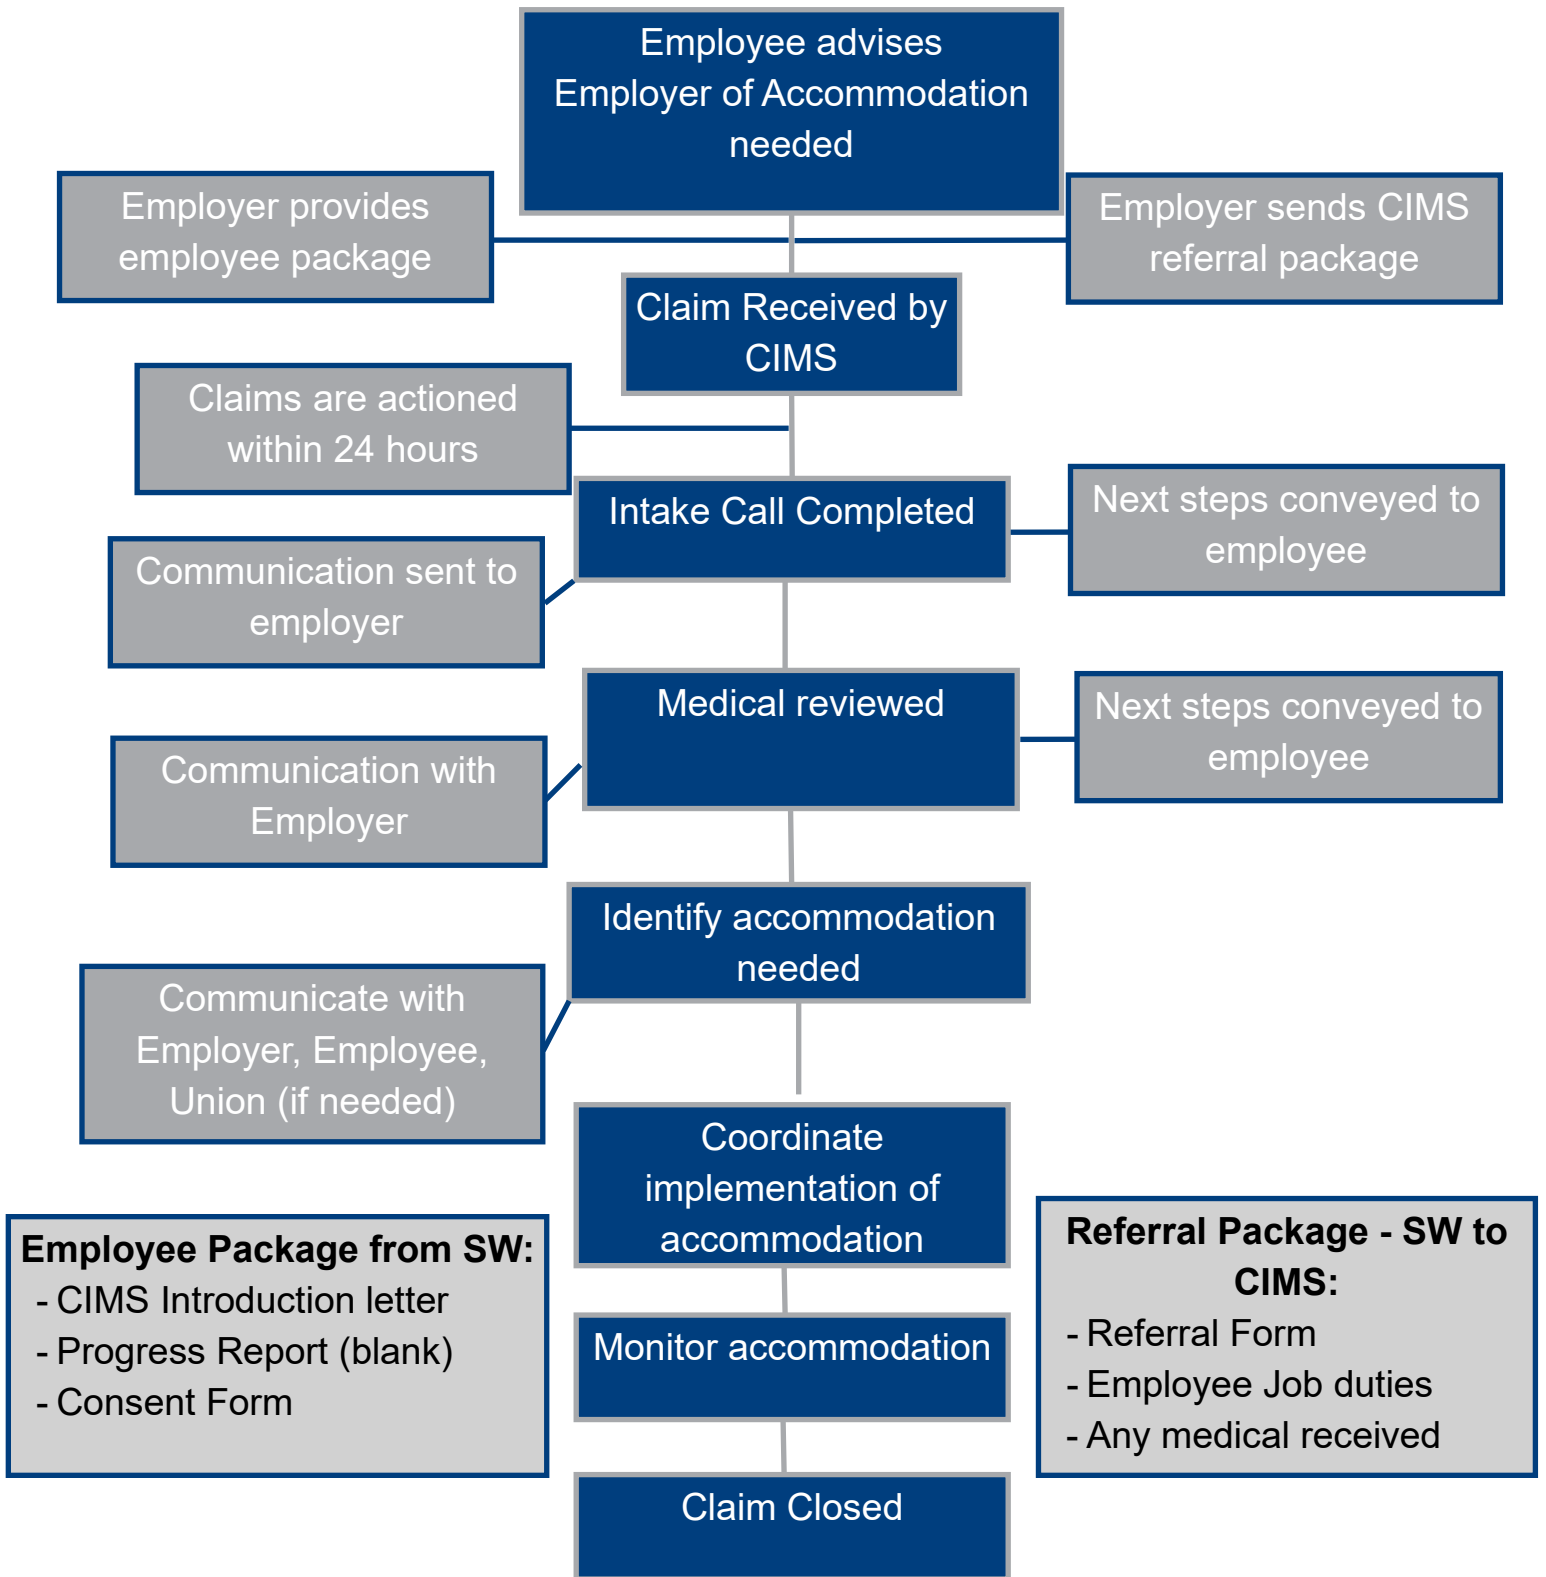 Employee advises
Employer of Accommodation
needed
Employer provides
employee package
Employer sends CIMS
referral package
Claim Received by
CIMS
Claims are actioned
within 24 hours
Intake Call Completed
Next steps conveyed to
employee
Communication sent to
employer
Medical reviewed
Next steps conveyed to
employee
Communication with
Employer
Identify accommodation
needed
Communicate with
Employer, Employee,
Union (if needed)
Coordinate
implementation of
accommodation
Employee Package from SW:
- CIMS Introduction letter
- Progress Report (blank)
- Consent Form
Referral Package - SW to
CIMS:
- Referral Form
- Employee Job duties
- Any medical received
Monitor accommodation
Claim Closed